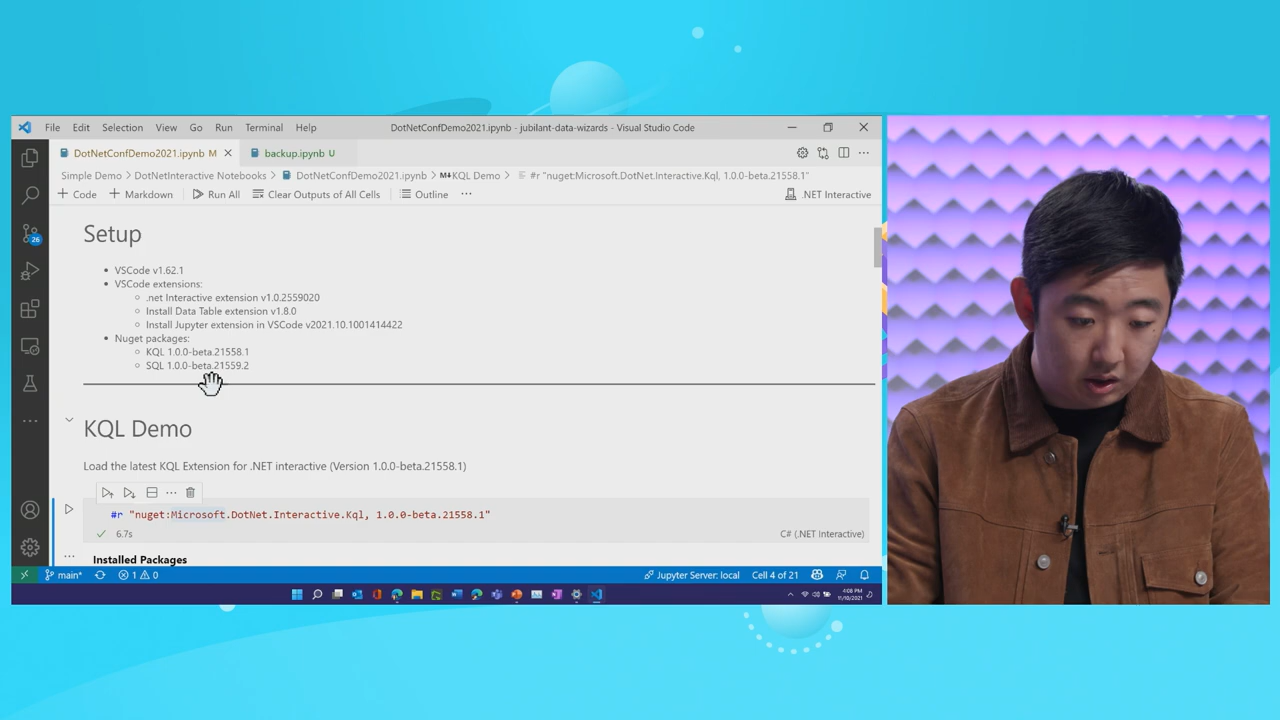 File Edit Selection View Go Run Terminal Help DotNetConfDemo2021.ipynb - jubilant-data-wizards - Visual Studio Code
DotNetConfDemo2021.ipynb M backup.ipynb U
Simple Demo > DotNetInteractive Notebooks > DotNetConfDemo2021.ipynb > M↓KQL Demo > #r "nuget:Microsoft.DotNet.Interactive.Kql, 1.0.0-beta.21558.1"
+ Code + Markdown Run All Clear Outputs of All Cells Outline ... .NET Interactive
Setup
• VSCode v1.62.1
• VSCode extensions:
◦ .net Interactive extension v1.0.2559020
◦ Install Data Table extension v1.8.0
◦ Install Jupyter extension in VSCode v2021.10.1001414422
• Nuget packages:
◦ KQL 1.0.0-beta.21558.1
◦ SQL 1.0.0-beta.21559.2
26
KQL Demo
Load the latest KQL Extension for .NET interactive (Version 1.0.0-beta.21558.1)
#r "nuget:Microsoft.DotNet.Interactive.Kql, 1.0.0-beta.21558.1"
6.7s C# (.NET Interactive)
Installed Packages
main* 1 0 Jupyter Server: local Cell 4 of 21
4:08 PM
11/10/2021